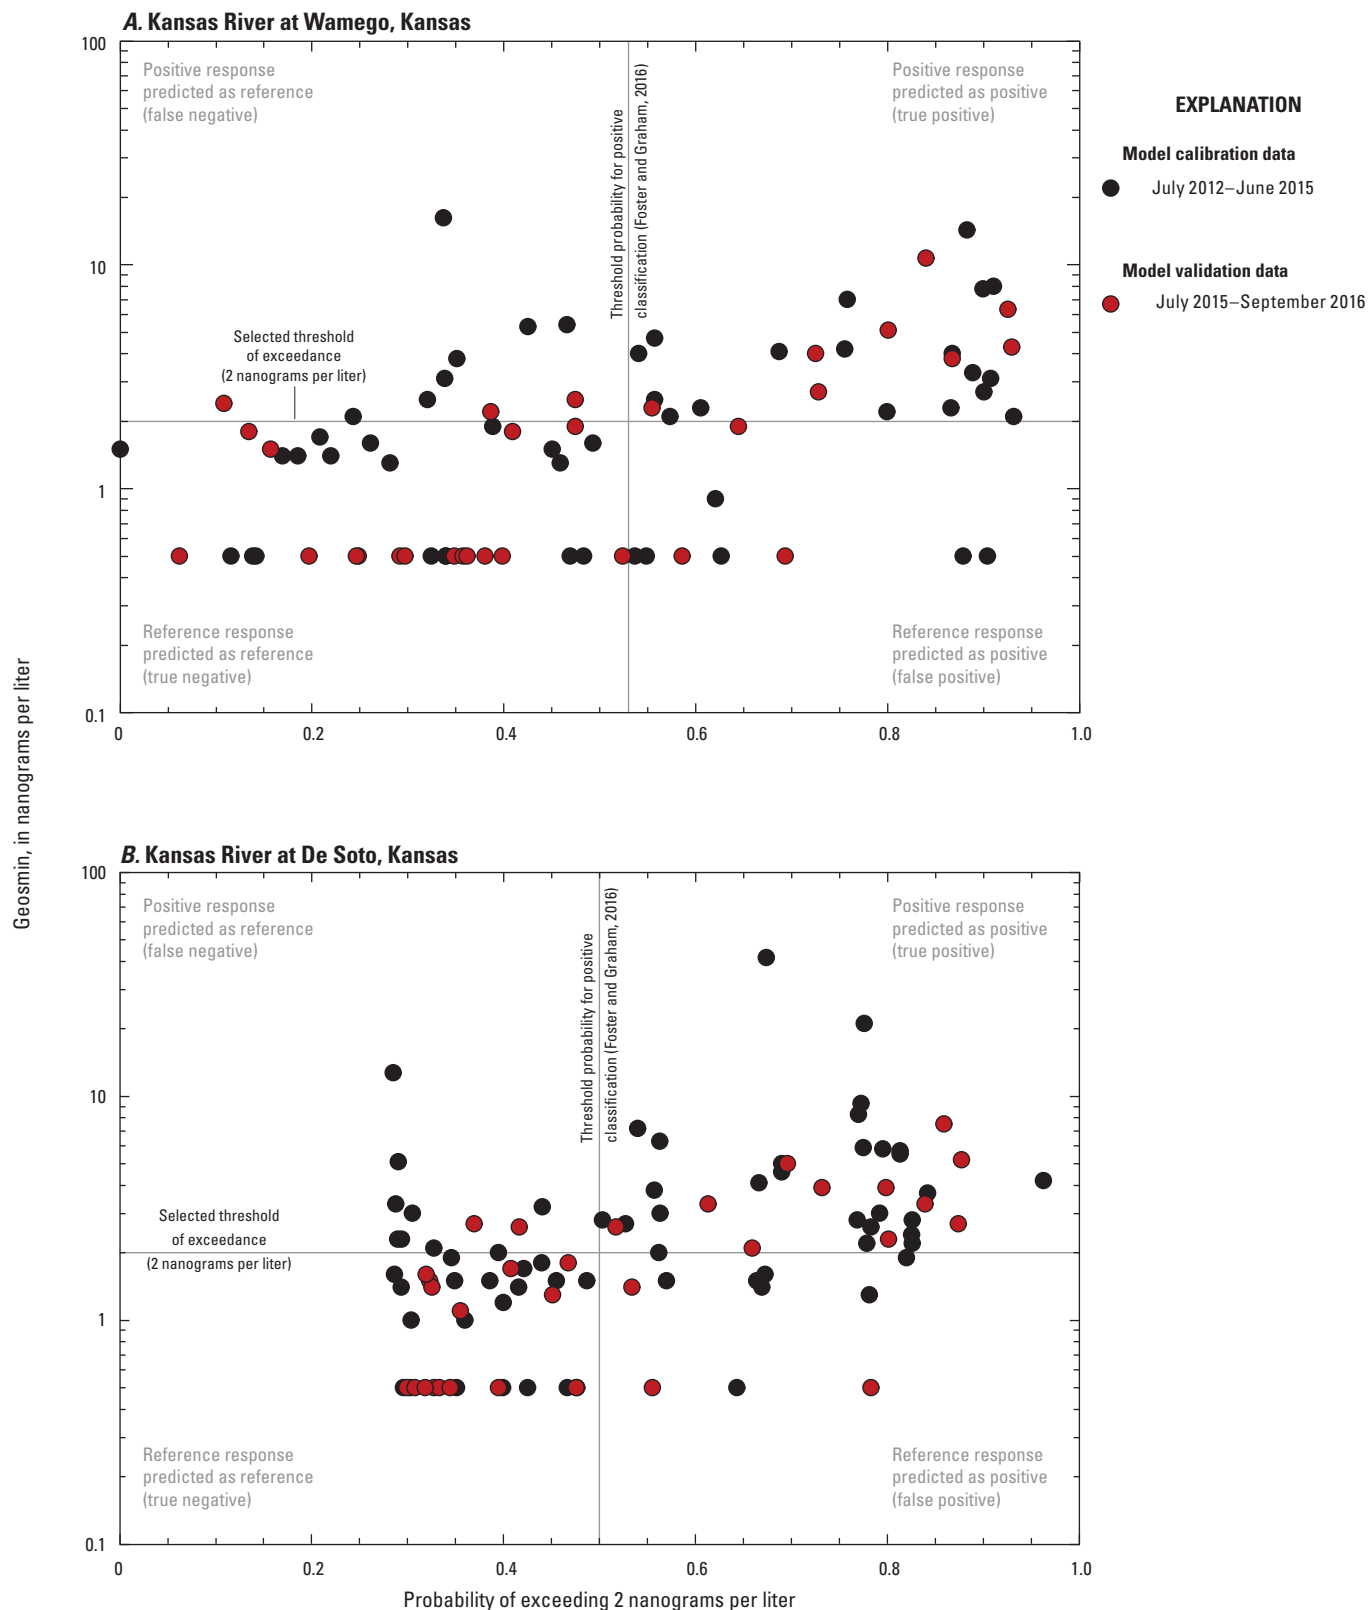 A. Kansas River at Wamego, Kansas
100
10
1
0.1
0
0.2
0.4
0.6
0.8
1.0
Positive response
predicted as reference
(false negative)
Positive response
predicted as positive
(true positive)
Threshold probability for positive
classification (Foster and Graham, 2016)
Selected threshold
of exceedance
(2 nanograms per liter)
Reference response
predicted as reference
(true negative)
Reference response
predicted as positive
(false positive)
EXPLANATION
Model calibration data
July 2012–June 2015
Model validation data
July 2015–September 2016
Geosmin, in nanograms per liter
B. Kansas River at De Soto, Kansas
100
10
1
0.1
0
0.2
0.4
0.6
0.8
1.0
Positive response
predicted as reference
(false negative)
Positive response
predicted as positive
(true positive)
Threshold probability for positive
classification (Foster and Graham, 2016)
Selected threshold
of exceedance
(2 nanograms per liter)
Reference response
predicted as reference
(true negative)
Reference response
predicted as positive
(false positive)
Probability of exceeding 2 nanograms per liter